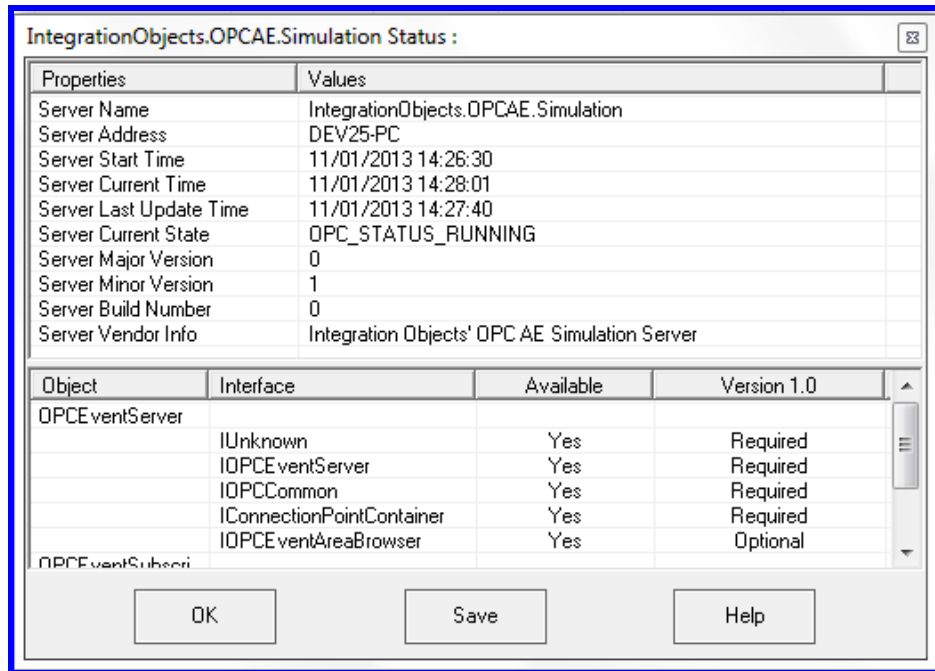 IntegrationObjects.OPCAE.Simulation Status :
Properties Values
Server Name IntegrationObjects.OPCAE.Simulation
Server Address DEV25-PC
Server Start Time 11/01/2013 14:26:30
Server Current Time 11/01/2013 14:28:01
Server Last Update Time 11/01/2013 14:27:40
Server Current State OPC_STATUS_RUNNING
Server Major Version 0
Server Minor Version 1
Server Build Number 0
Server Vendor Info Integration Objects' OPC AE Simulation Server
Object Interface Available Version 1.0
OPCEventServer
IUnknown Yes Required
IOPCEventServer Yes Required
IOPCCommon Yes Required
IConnectionPointContainer Yes Required
IOPCEventAreaBrowser Yes Optional
OPCEventSubscri
OK Save Help